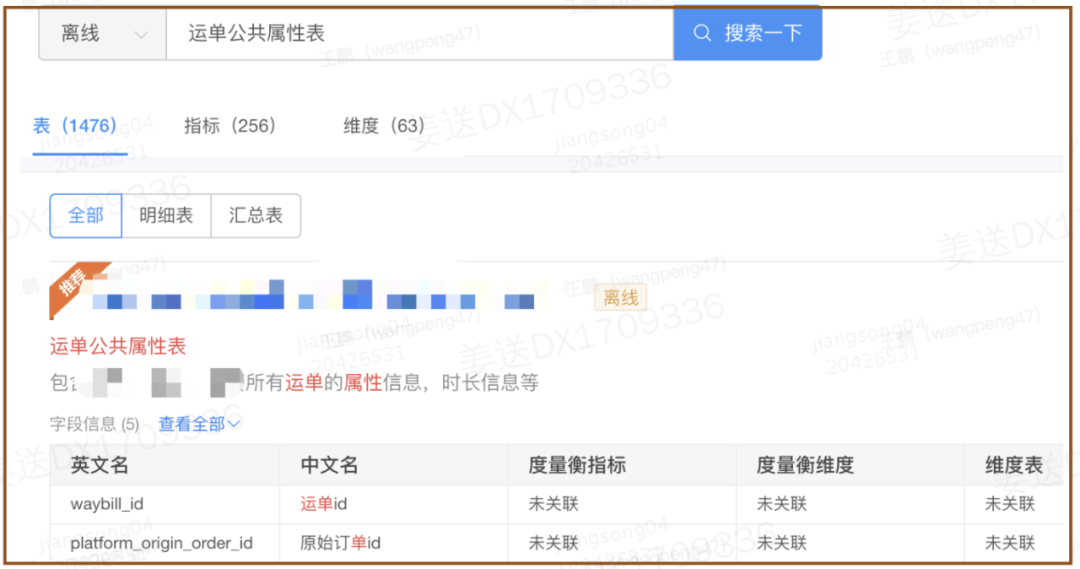 离线 运单公共属性表 搜索一下
表（1476） 指标（256） 维度（63）
全部 明细表 汇总表
推荐 离线
运单公共属性表
包 所有运单的属性信息，时长信息等
字段信息 (5) 查看全部
英文名 中文名 度量衡指标 度量衡维度 维度表
waybill_id 运单id 未关联 未关联 未关联
platform_origin_order_id 原始订单id 未关联 未关联 未关联
王鹏（wangpeng47）
姜送DX1709336
jiangsong04
20426531